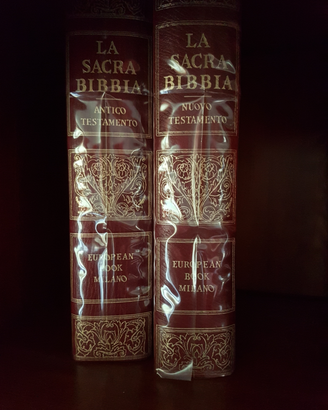 LA
SACRA
BIBBIA
ANTICO
TESTAMENTO
EUROPEAN
BOOK
MILANO
LA
SACRA
BIBBIA
NUOVO
TESTAMENTO
EUROPEAN
BOOK
MILANO